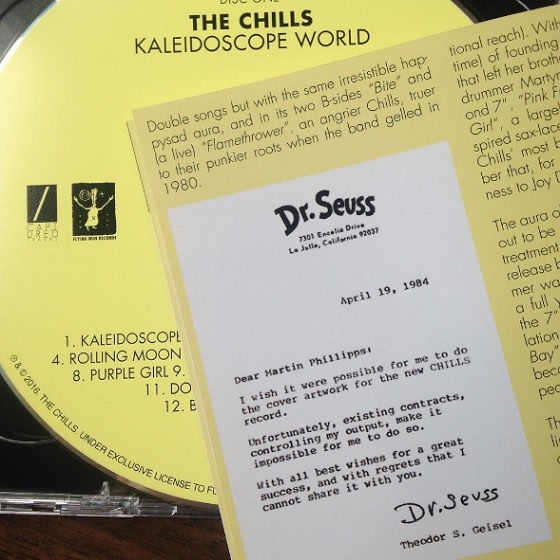 DISC ONE
THE CHILLS
KALEIDOSCOPE WORLD
CAPT
URED
TRACKS
FLYING NUN RECORDS
1. KALEIDOSCOPE
4. ROLLING MOON
8. PURPLE GIRL 9.
11. DO
12. B
℗ & © 2016. THE CHILLS. UNDER EXCLUSIVE LICENSE TO FL
Double songs but with the same irresistible hap-
pysad aura, and in its two B-sides "Bite" and
(a live) "Flamethrower", an angrier Chills, truer
to their punkier roots when the band gelled in
1980.
Dr. Seuss
7301 Encelia Drive
La Jolla, California 92037
April 19, 1984
Dear Martin Phillipps:
I wish it were possible for me to do
the cover artwork for the new CHILLS
record.
Unfortunately, existing contracts,
controlling my output, make it
impossible for me to do so.
With all best wishes for a great
success, and with regrets that I
cannot share it with you.
Dr. Seuss
Theodor S. Geisel
tional reach). With
time) of founding
that left her broth
drummer Marty
ond 7", "Pink F
Girl", a large
spired sax-lac
Chills' most b
ber that, for
ness to Joy D
The aura o
out to be
treatment
release b
mer wa
a full y
the 7"
lation
Bay"
beco
peo
Th
lin